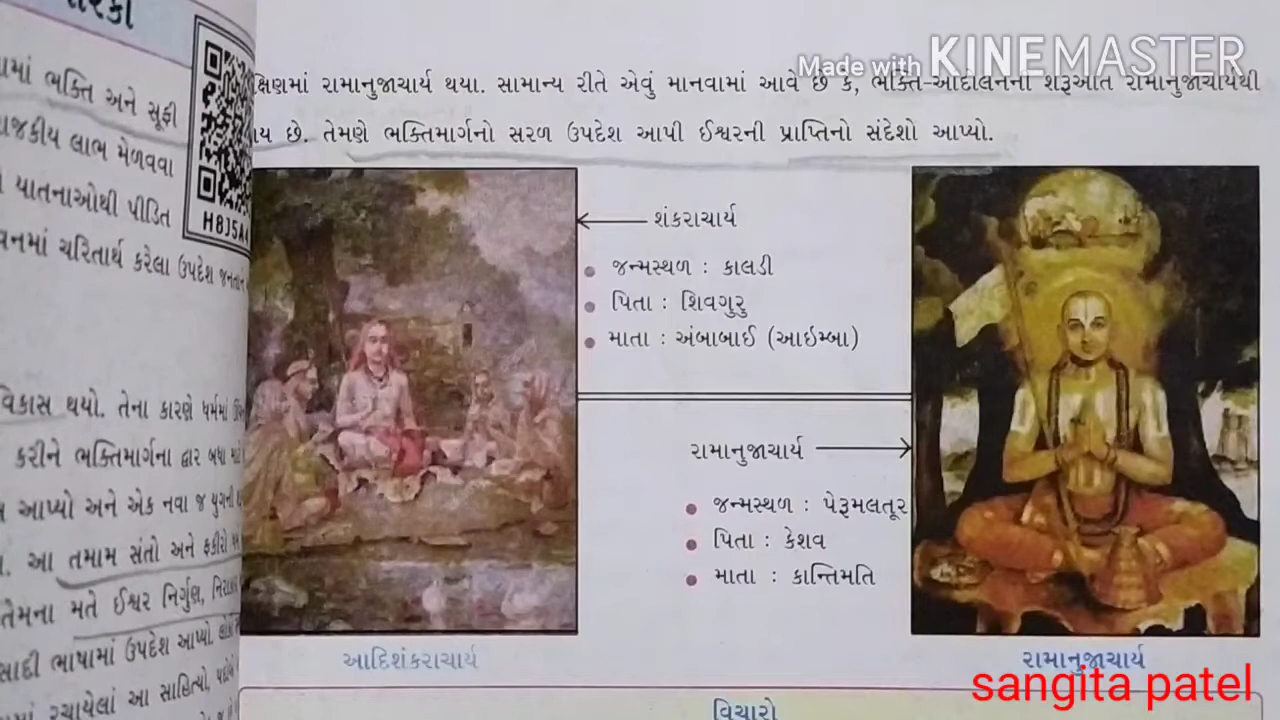 ભક્તિ અને સૂફી
રાજકીય લાભ મેળવવા
યાતનાઓથી પીડિત
ચરિતાર્થ કરેલા ઉપદેશ
H8J5A
વિકાસ થયો. તેના કારણે ધર્મમાં
કરીને ભક્તિમાર્ગના દ્વાર બધા
આપ્યો અને એક નવા જ યુગની
આ તમામ સંતો અને ફકીરો
તેમના મતે ઈશ્વર નિર્ગુણ,
સાદી ભાષામાં ઉપદેશ આપ્યો.
રચાયેલાં આ સાહિત્યો,
Made with KINEMASTER
રામાનુજાચાર્ય થયા. સામાન્ય રીતે એવું માનવામાં આવે છે કે, ભક્તિ-આંદોલનની શરૂઆત રામાનુજાચાર્યથી
છે. તેમણે ભક્તિમાર્ગનો સરળ ઉપદેશ આપી ઈશ્વરની પ્રાપ્તિનો સંદેશો આપ્યો.
શંકરાચાર્ય
• જન્મસ્થળ : કાલડી
• પિતા : શિવગુરુ
• માતા : અંબાબાઈ (આઇમ્બા)
રામાનુજાચાર્ય
• જન્મસ્થળ : પેરૂમલતૂર
• પિતા : કેશવ
• માતા : કાન્તિમતિ
આદિશંકરાચાર્ય
રામાનુજાચાર્ય
sangita patel
વિચારો